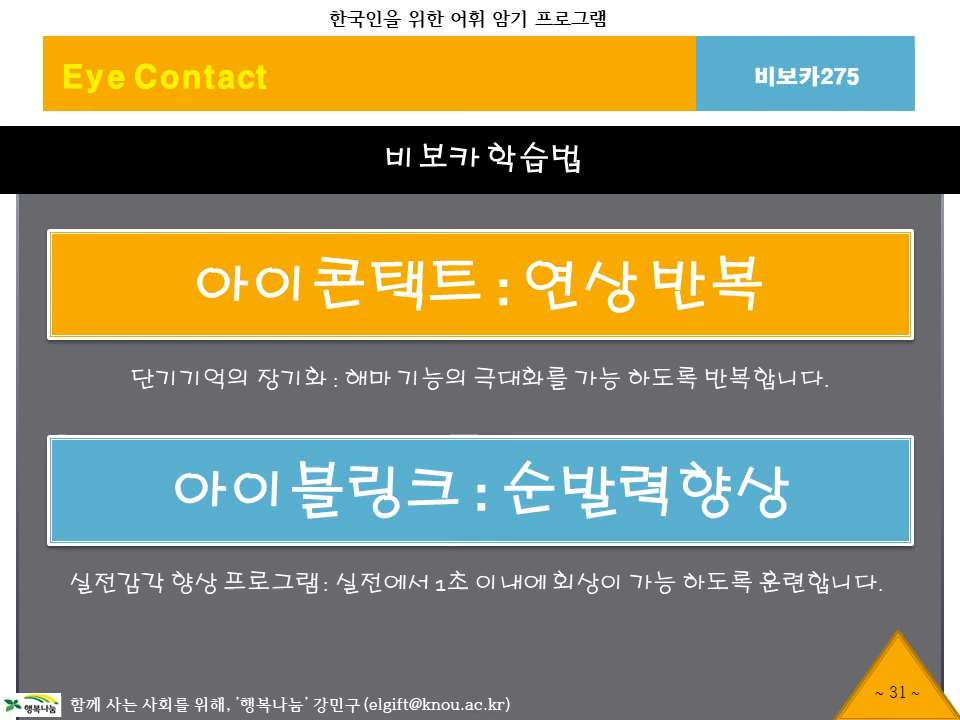 한국인을 위한 어휘 암기 프로그램
Eye Contact
비보카275
비보카 학습법
아이콘택트 : 연상 반복
단기기억의 장기화 : 해마 기능의 극대화를 가능 하도록 반복합니다.
아이블링크 : 순발력향상
실전감각 향상 프로그램: 실전에서 1초 이내에 회상이 가능 하도록 훈련합니다.
~ 31 ~
행복나눔
함께 사는 사회를 위해, '행복나눔' 강민구 (elgift@knou.ac.kr)